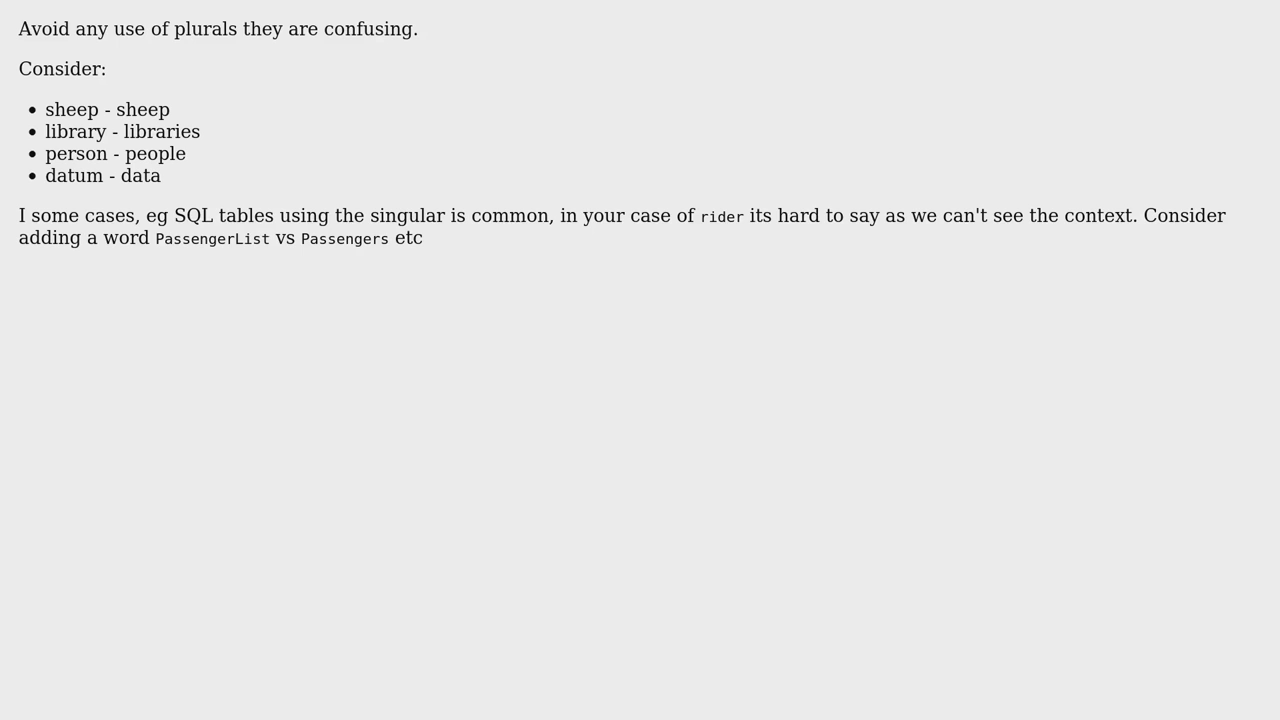 Avoid any use of plurals they are confusing.
Consider:
• sheep - sheep
• library - libraries
• person - people
• datum - data
I some cases, eg SQL tables using the singular is common, in your case of rider its hard to say as we can't see the context. Consider
adding a word PassengerList vs Passengers etc